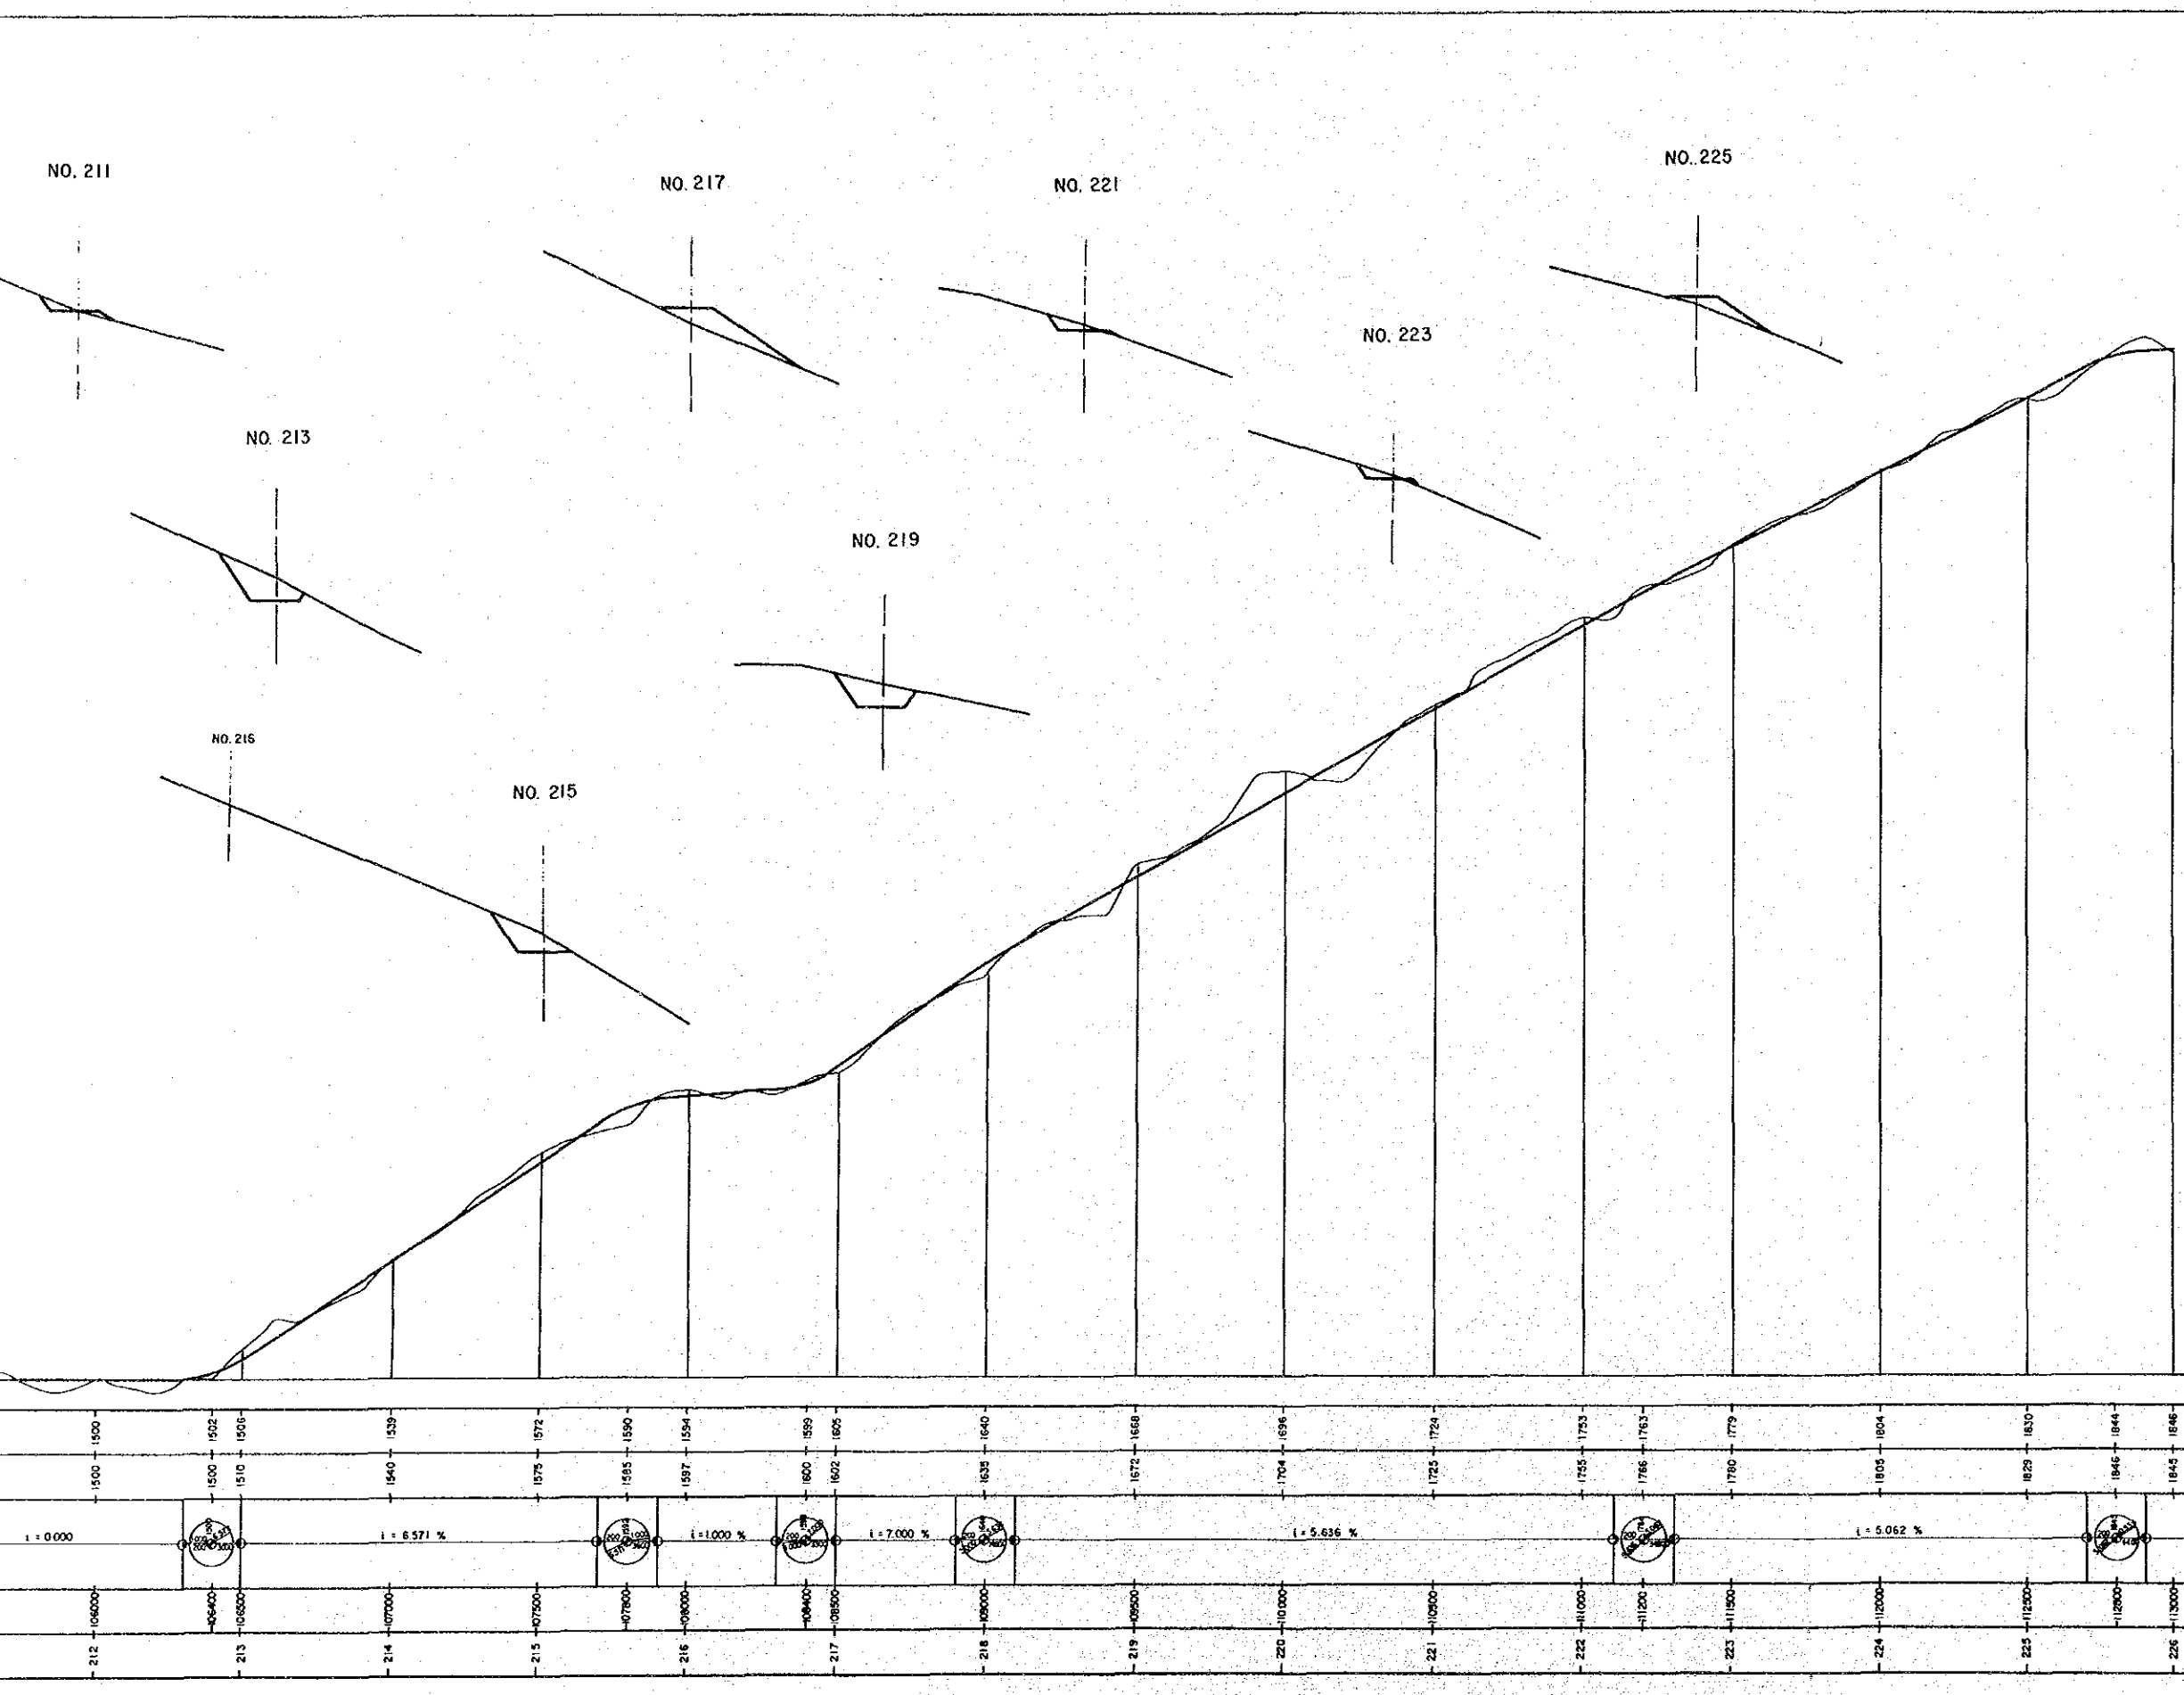 NO. 211
NO. 217
NO. 221
NO. 225
NO. 223
NO. 213
NO. 219
NO. 216
NO. 215
1500 1502 1506 1539 1572 1590 1594 1599 1605 1640 1668 1696 1724 1753 1763 1779 1804 1830 1844 1846
1500 1500 1510 1540 1575 1585 1597 1600 1602 1635 1672 1704 1725 1755 1766 1780 1805 1829 1846 1845
i = 0.000 i = 6.571 % i = 1.000 % i = 7.000 % i = 5.636 % i = 5.062 %
106000 106400 106500 107000 107500 107800 108000 108400 108500 109000 109500 110000 110500 111000 111200 111500 112000 112500 112800 113000
212 213 214 215 216 217 218 219 220 221 222 223 224 225 226